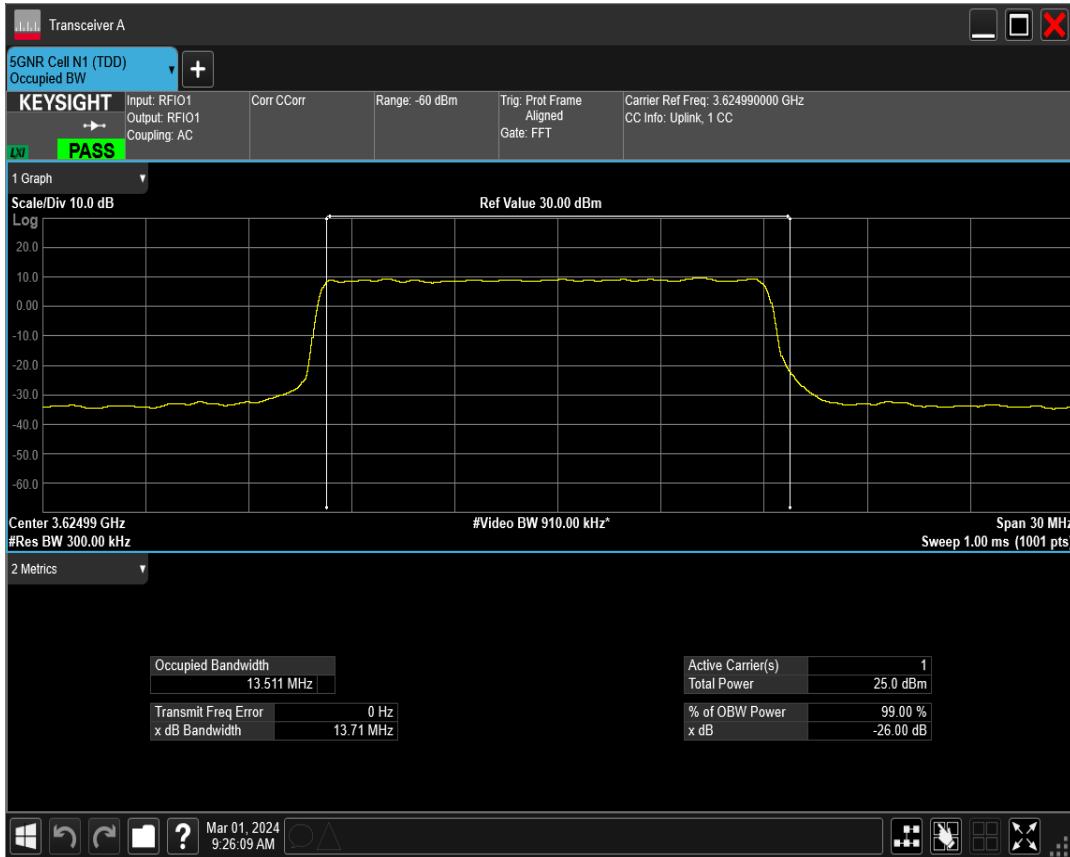 Transceiver A
5GNR Cell N1 (TDD)
Occupied BW
+
KEYSIGHT
LXI
PASS
Input: RFIO1
Output: RFIO1
Coupling: AC
Corr CCorr
Range: -60 dBm
Trig: Prot Frame
Aligned
Gate: FFT
Carrier Ref Freq: 3.624990000 GHz
CC Info: Uplink, 1 CC
1 Graph
Scale/Div 10.0 dB
Ref Value 30.00 dBm
Log
20.0
10.0
0.00
-10.0
-20.0
-30.0
-40.0
-50.0
-60.0
Center 3.62499 GHz
#Video BW 910.00 kHz*
Span 30 MHz
#Res BW 300.00 kHz
Sweep 1.00 ms (1001 pts)
2 Metrics
Occupied Bandwidth
13.511 MHz
Transmit Freq Error 0 Hz
x dB Bandwidth 13.71 MHz
Active Carrier(s) 1
Total Power 25.0 dBm
% of OBW Power 99.00 %
x dB -26.00 dB
?
Mar 01, 2024
9:26:09 AM